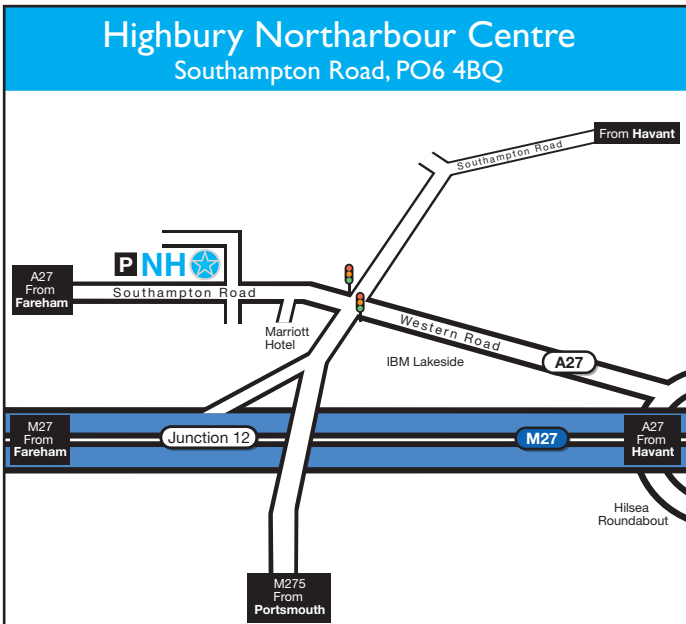 Highbury Northarbour Centre
Southampton Road, PO6 4BQ
From Havant
Southampton Road
P NH
A27
From
Fareham
Southampton Road
Marriott
Hotel
Western Road
IBM Lakeside
A27
M27
From
Fareham
Junction 12
M27
A27
From
Havant
Hilsea
Roundabout
M275
From
Portsmouth